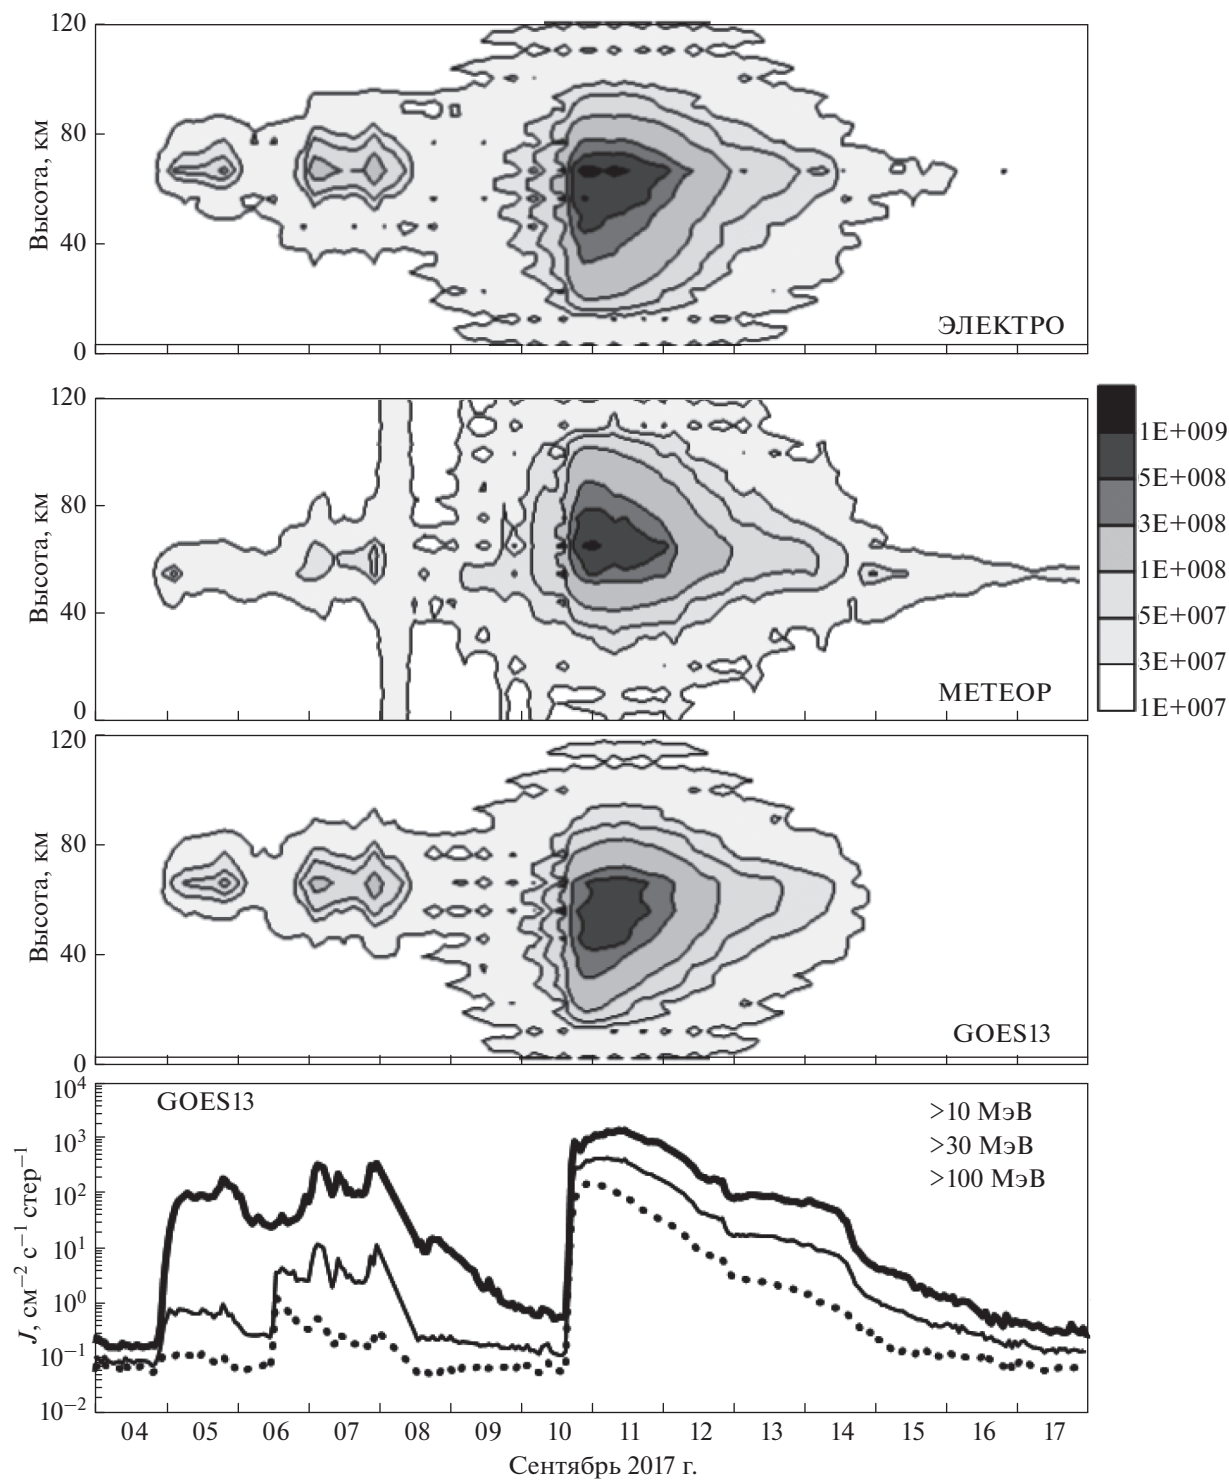 120
80
40
0
Высота, км
ЭЛЕКТРО
120
80
40
0
Высота, км
МЕТЕОР
1E+009
5E+008
3E+008
1E+008
5E+007
3E+007
1E+007
120
80
40
0
Высота, км
GOES13
10⁴
10³
10²
10¹
10⁰
10⁻¹
10⁻²
J, см⁻² с⁻¹ стер⁻¹
GOES13
>10 МэВ
>30 МэВ
>100 МэВ
04 05 06 07 08 09 10 11 12 13 14 15 16 17
Сентябрь 2017 г.